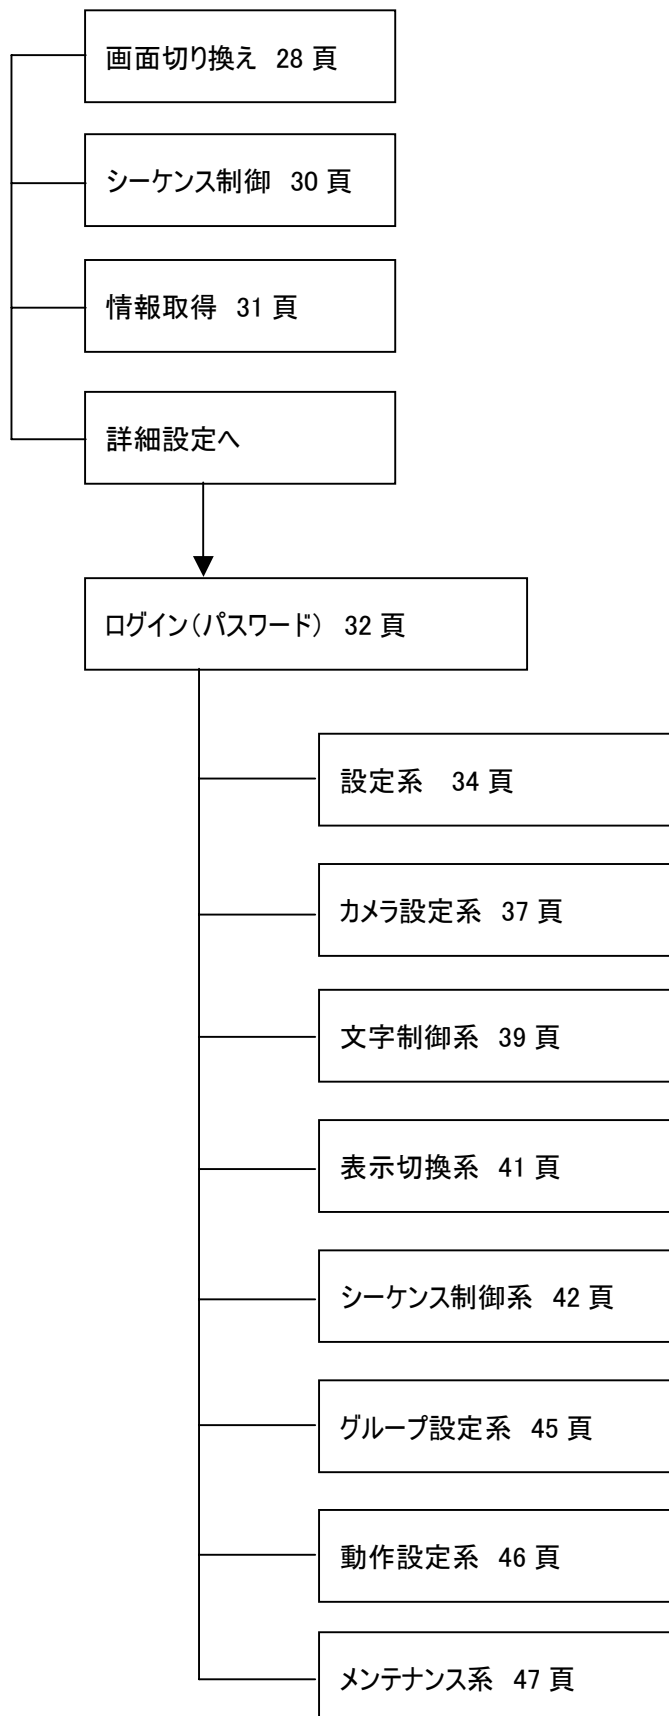 画面切り換え 28 頁
シーケンス制御 30 頁
情報取得 31 頁
詳細設定へ
ログイン（パスワード） 32 頁
設定系　34 頁
カメラ設定系 37 頁
文字制御系 39 頁
表示切換系 41 頁
シーケンス制御系 42 頁
グループ設定系 45 頁
動作設定系 46 頁
メンテナンス系 47 頁